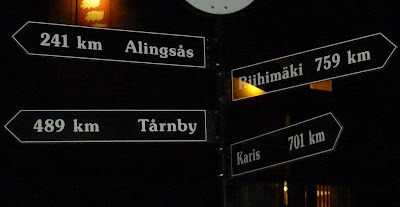 241 km Alingsås
Riihimäki 759 km
489 km Tårnby
Karis 701 km